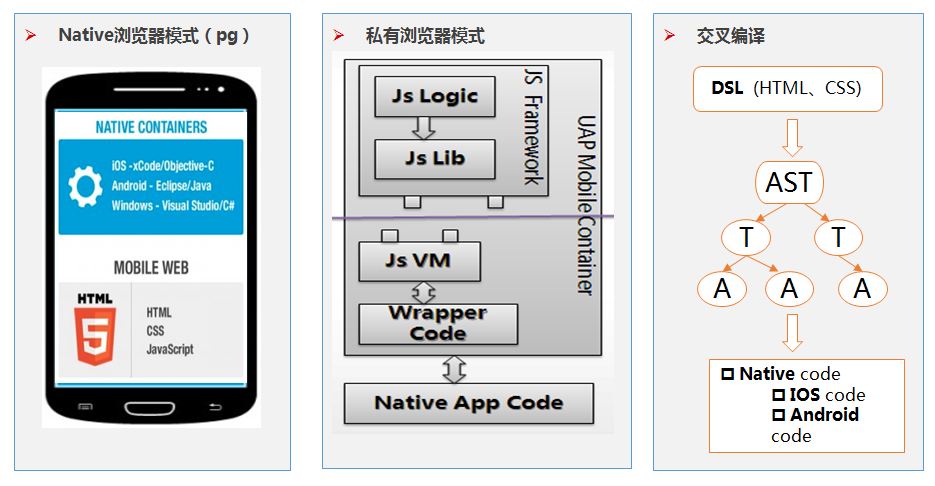 Native浏览器模式（pg）
NATIVE CONTAINERS
iOS -xCode/Objective-C
Android - Eclipse/Java
Windows - Visual Studio/C#
MOBILE WEB
HTML
5
HTML
CSS
JavaScript
私有浏览器模式
Js Logic
Js Lib
JS Framework
UAP Mobile Container
Js VM
Wrapper
Code
Native App Code
交叉编译
DSL (HTML、CSS)
AST
T T
A A A
Native code
IOS code
Android
code